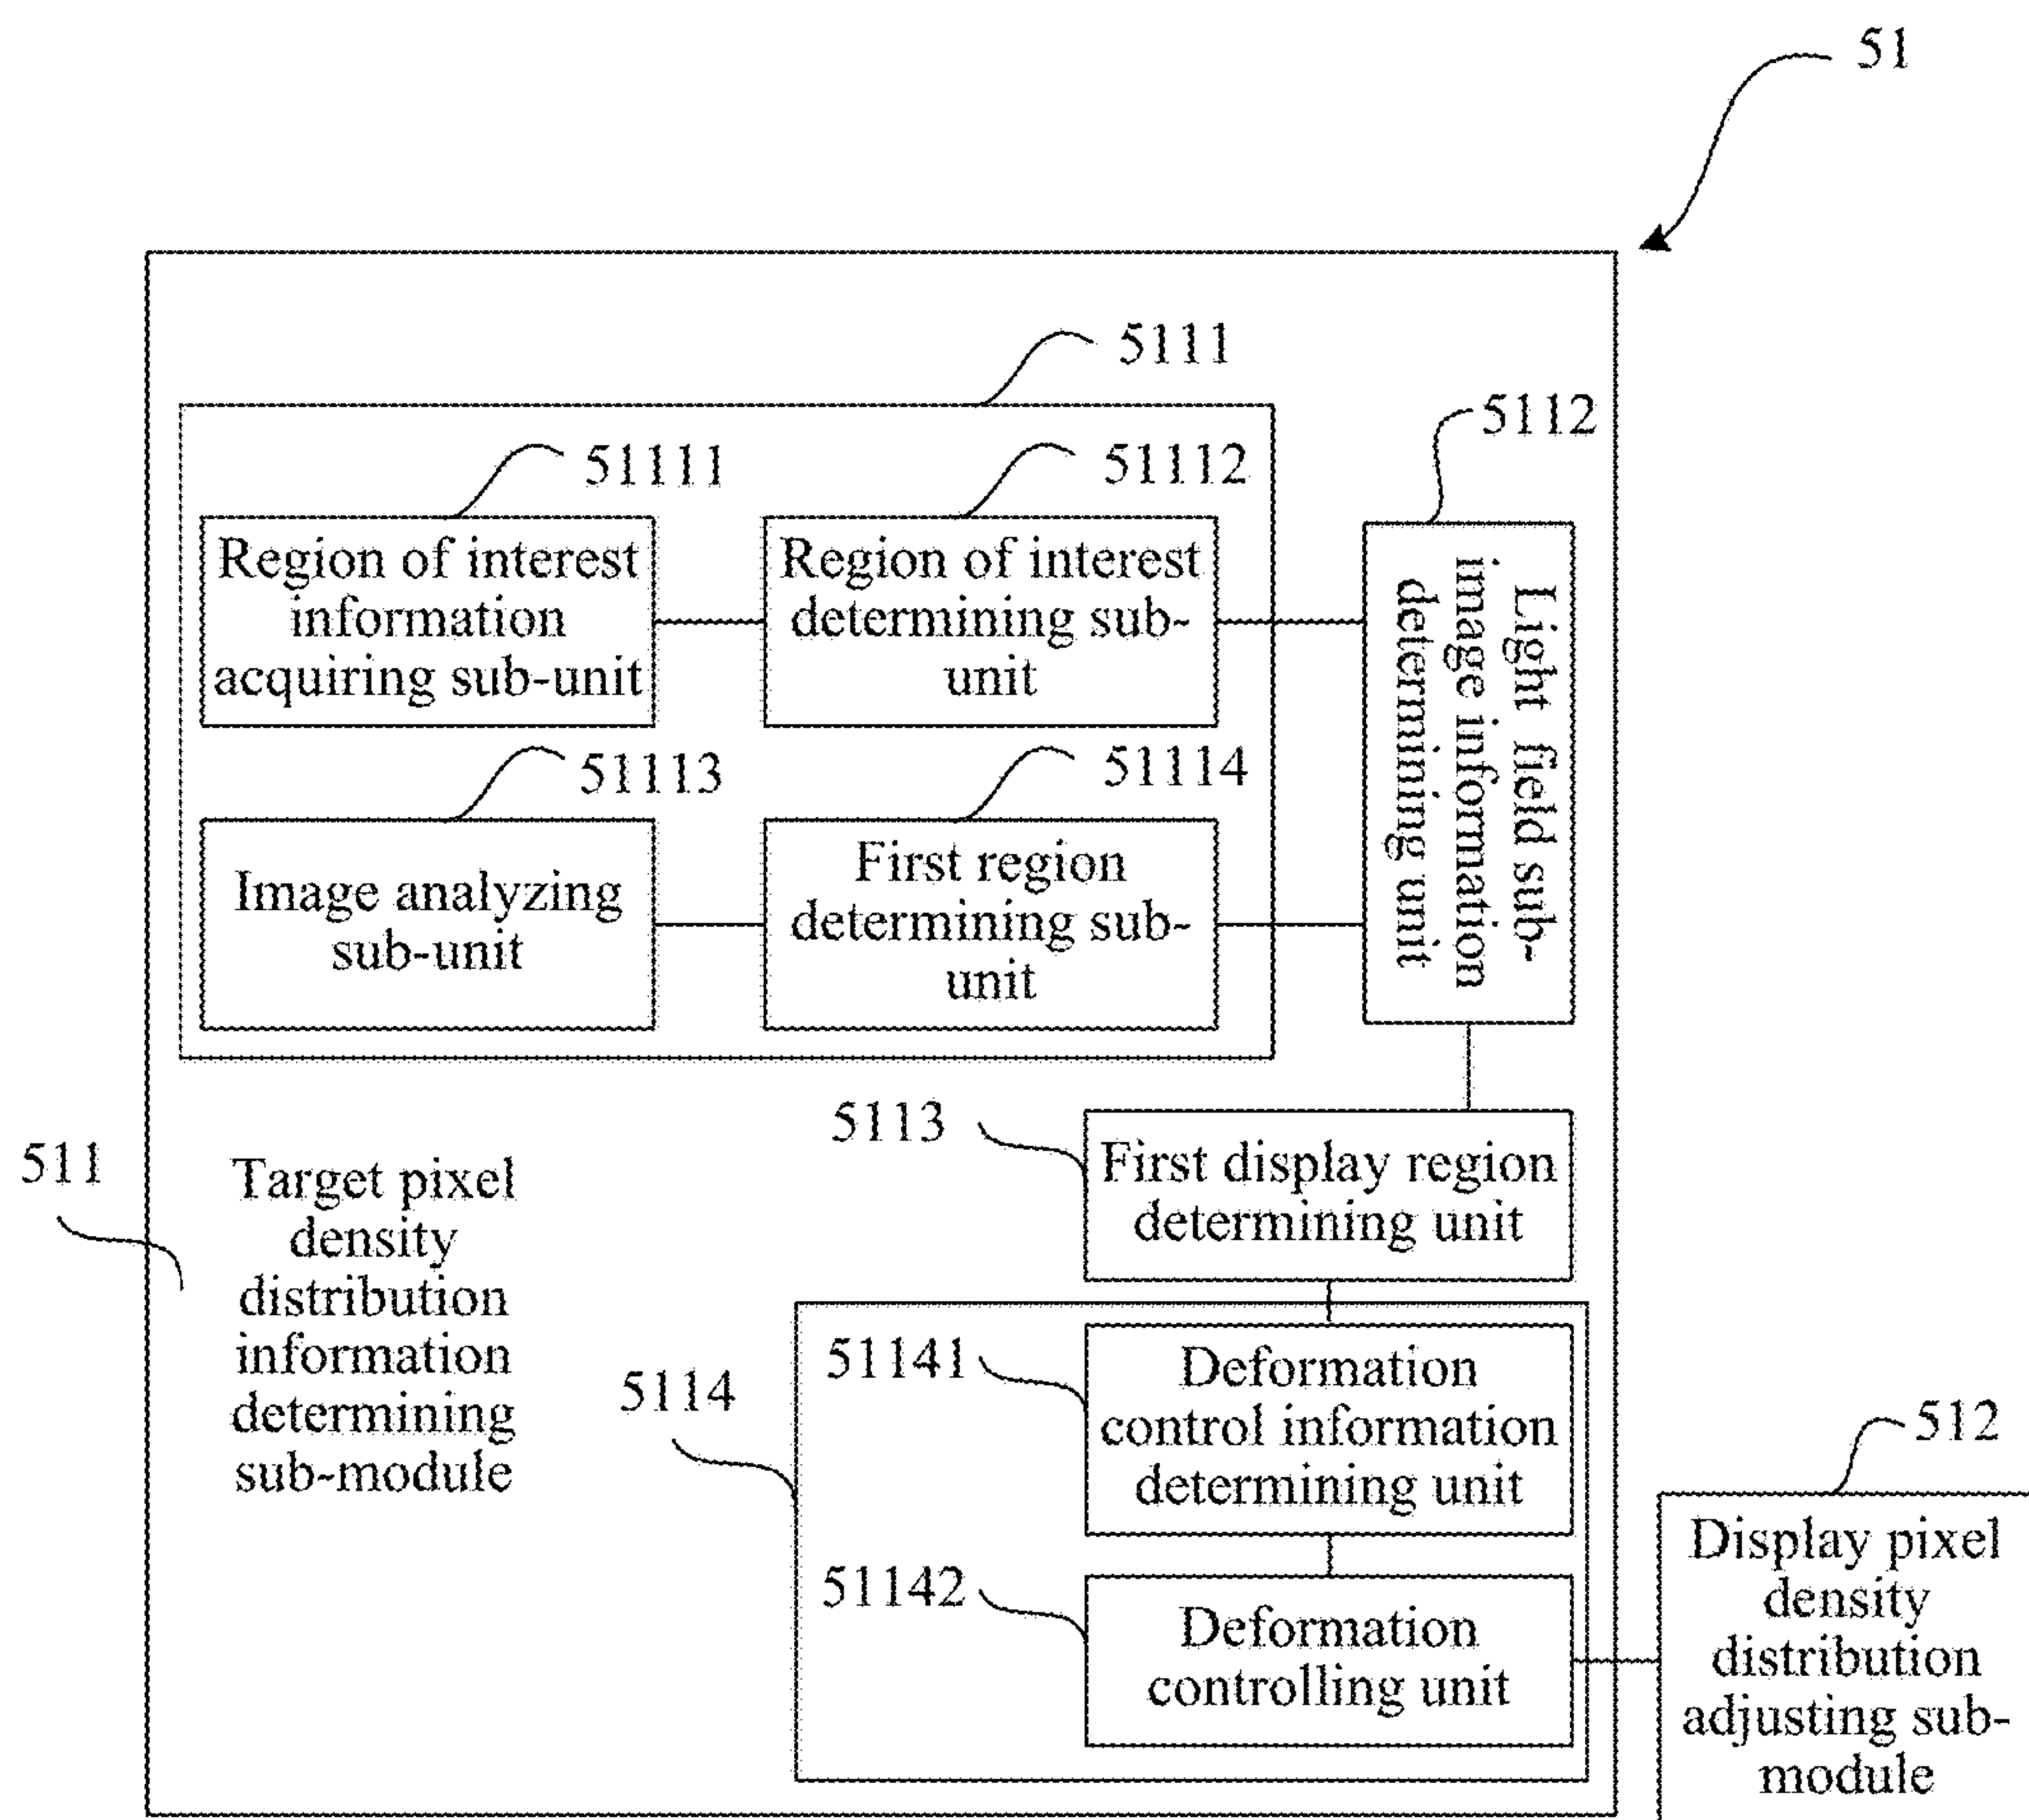 51
5111
5112
51111
51112
Region of interest
information
acquiring sub-unit
Region of interest
determining sub-
unit
Light field sub-
image information
determining unit
51113
51114
Image analyzing
sub-unit
First region
determining sub-
unit
5113
First display region
determining unit
511
Target pixel
density
distribution
information
determining
sub-module
5114
51141
Deformation
control information
determining unit
51142
Deformation
controlling unit
512
Display pixel
density
distribution
adjusting sub-
module